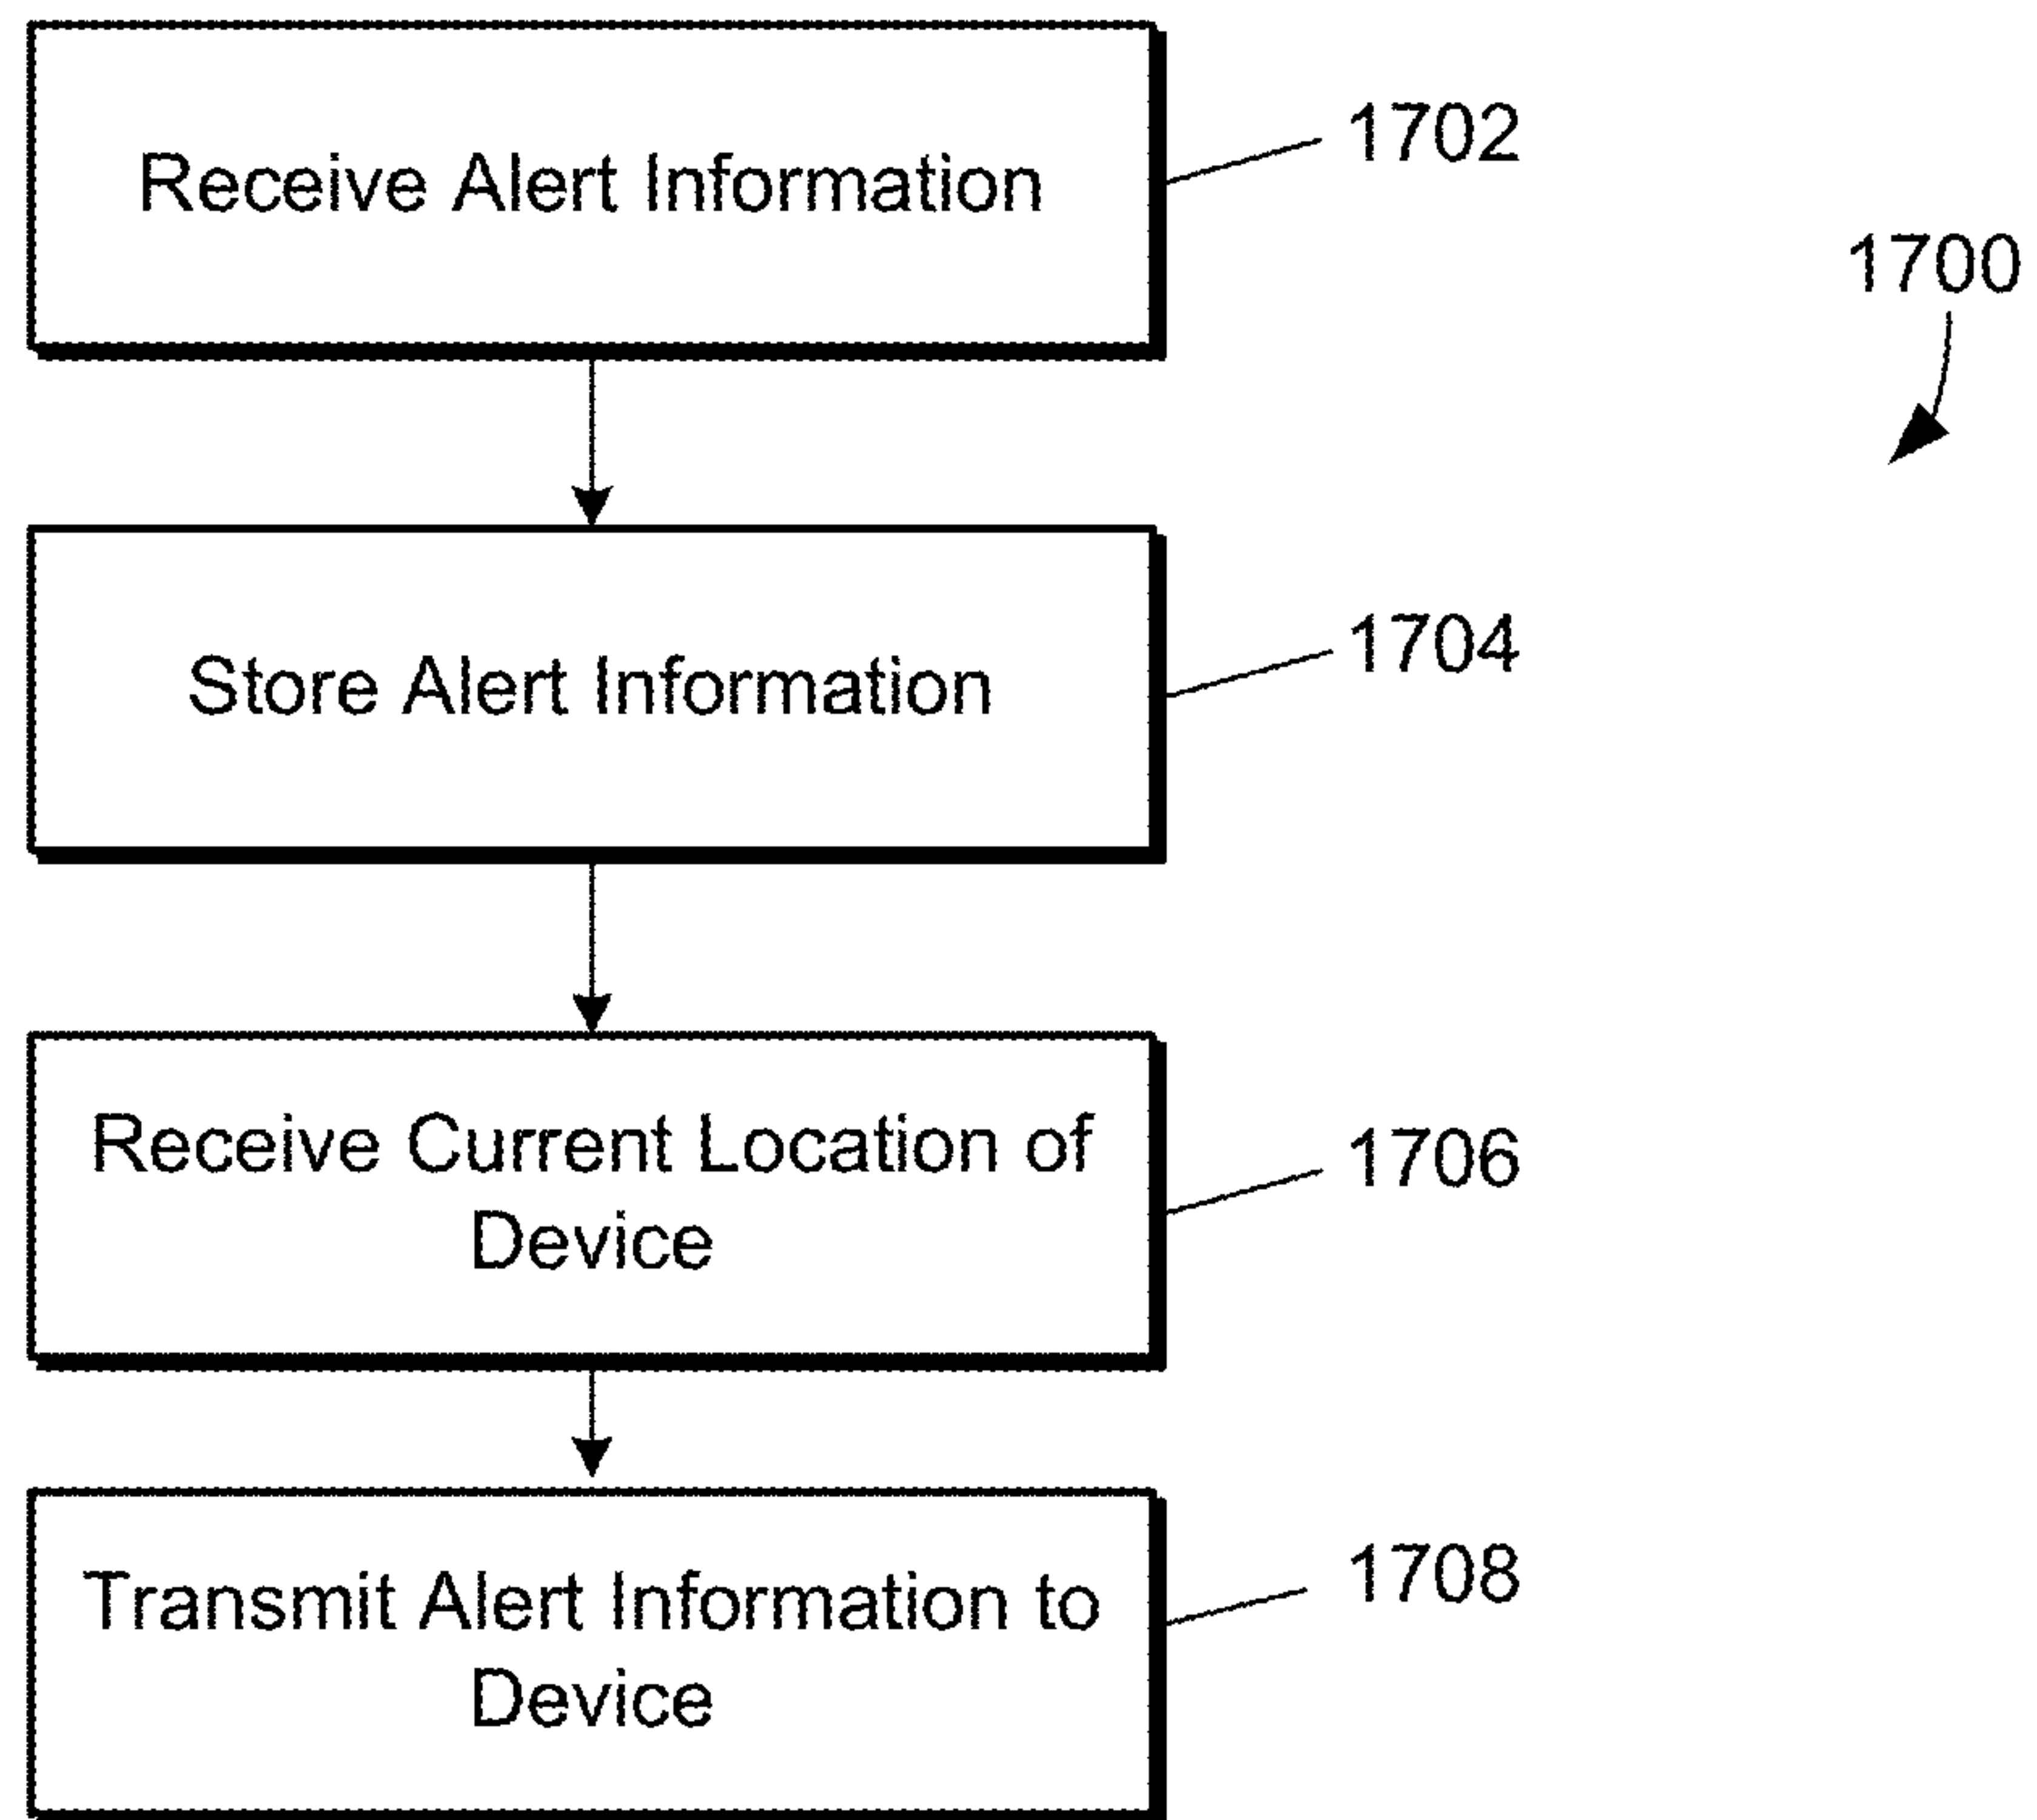 Receive Alert Information
1702
1700
Store Alert Information
1704
Receive Current Location of
Device
1706
Transmit Alert Information to
Device
1708